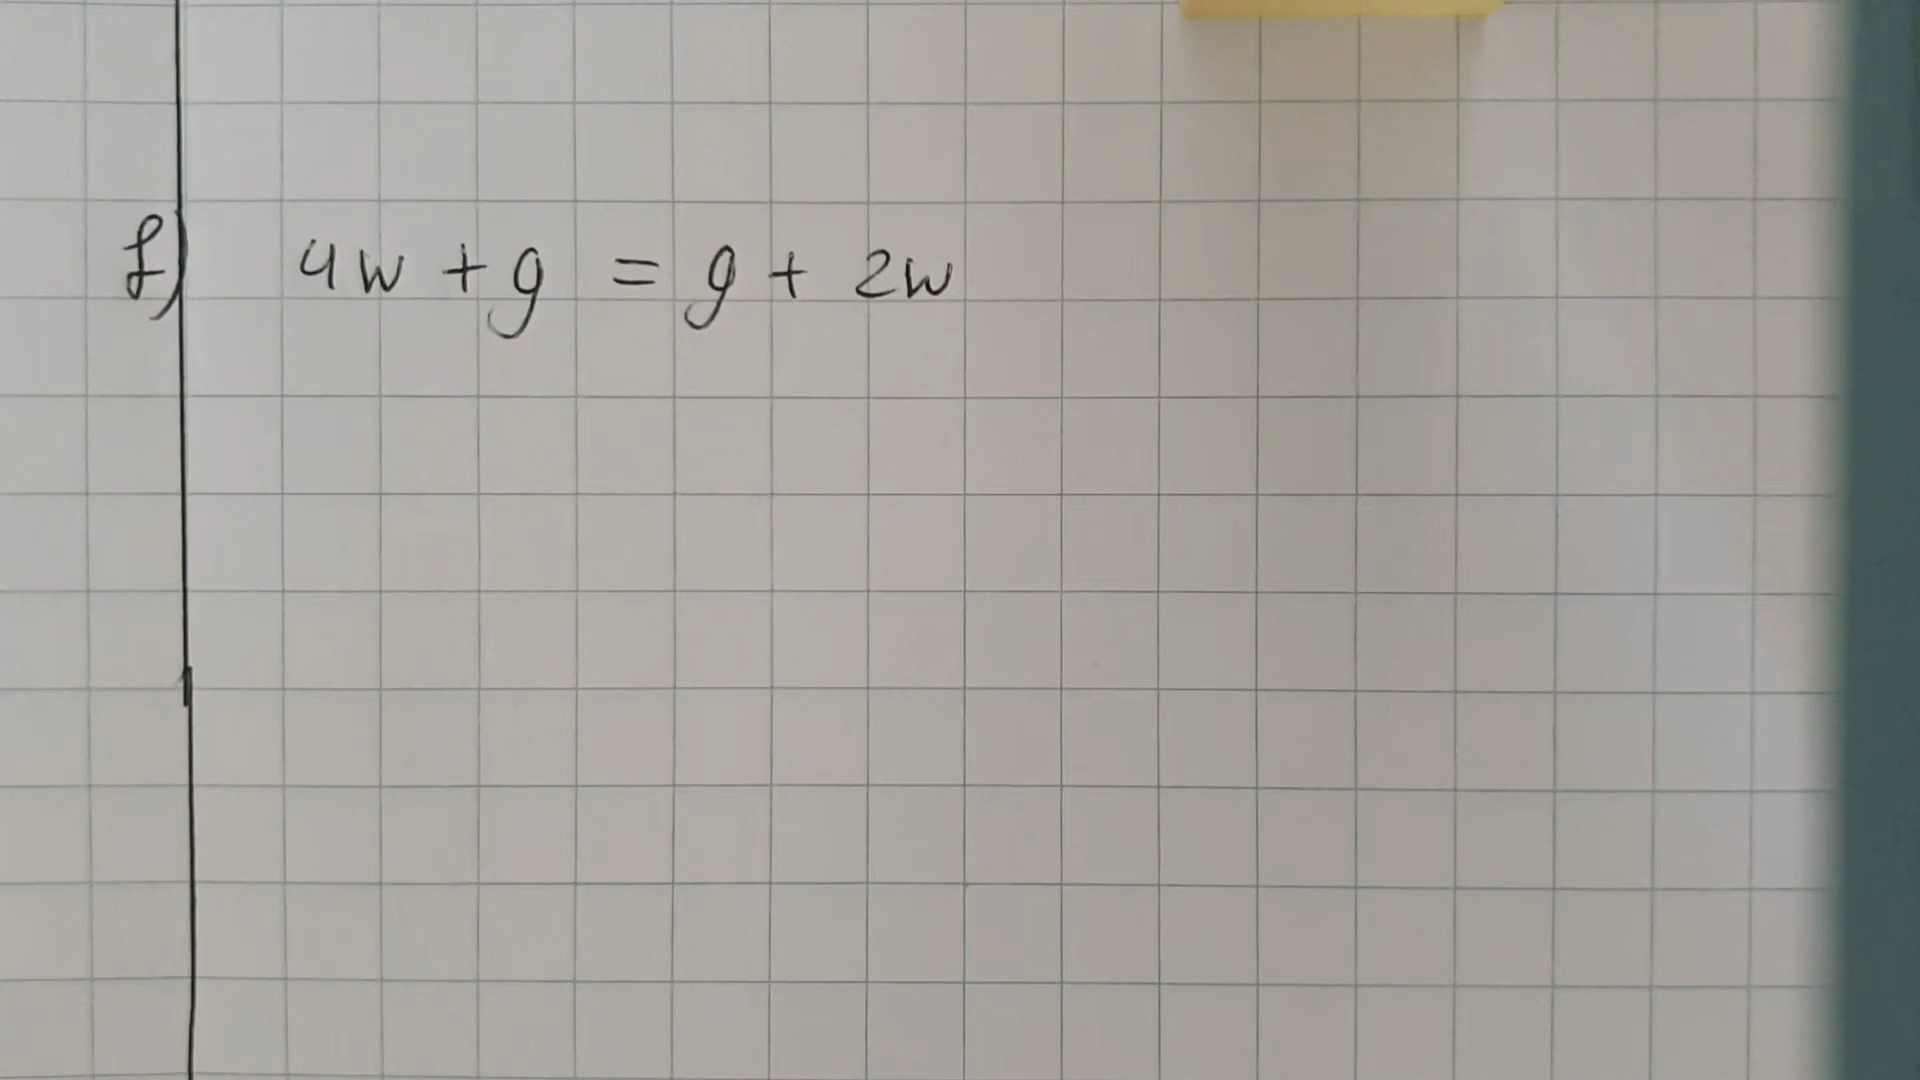 f) 4w + g = g + 2w